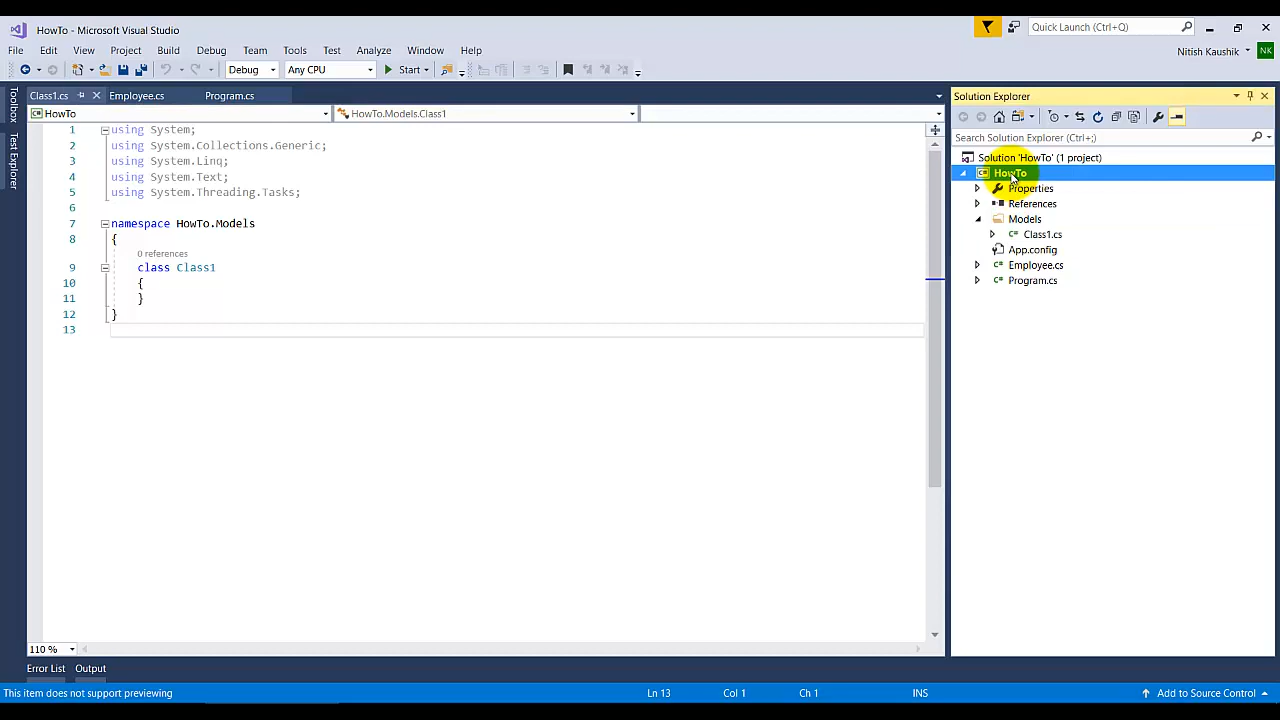 HowTo - Microsoft Visual Studio
Quick Launch (Ctrl+Q)
File Edit View Project Build Debug Team Tools Test Analyze Window Help
Nitish Kaushik NK
Debug Any CPU Start
Toolbox
Test Explorer
Class1.cs Employee.cs Program.cs
HowTo HowTo.Models.Class1
1 using System;
2 using System.Collections.Generic;
3 using System.Linq;
4 using System.Text;
5 using System.Threading.Tasks;
6
7 namespace HowTo.Models
8 {
0 references
9 class Class1
10 {
11 }
12 }
13
110 %
Error List Output
Solution Explorer
Search Solution Explorer (Ctrl+;)
Solution 'HowTo' (1 project)
HowTo
Properties
References
Models
Class1.cs
App.config
Employee.cs
Program.cs
This item does not support previewing Ln 13 Col 1 Ch 1 INS Add to Source Control